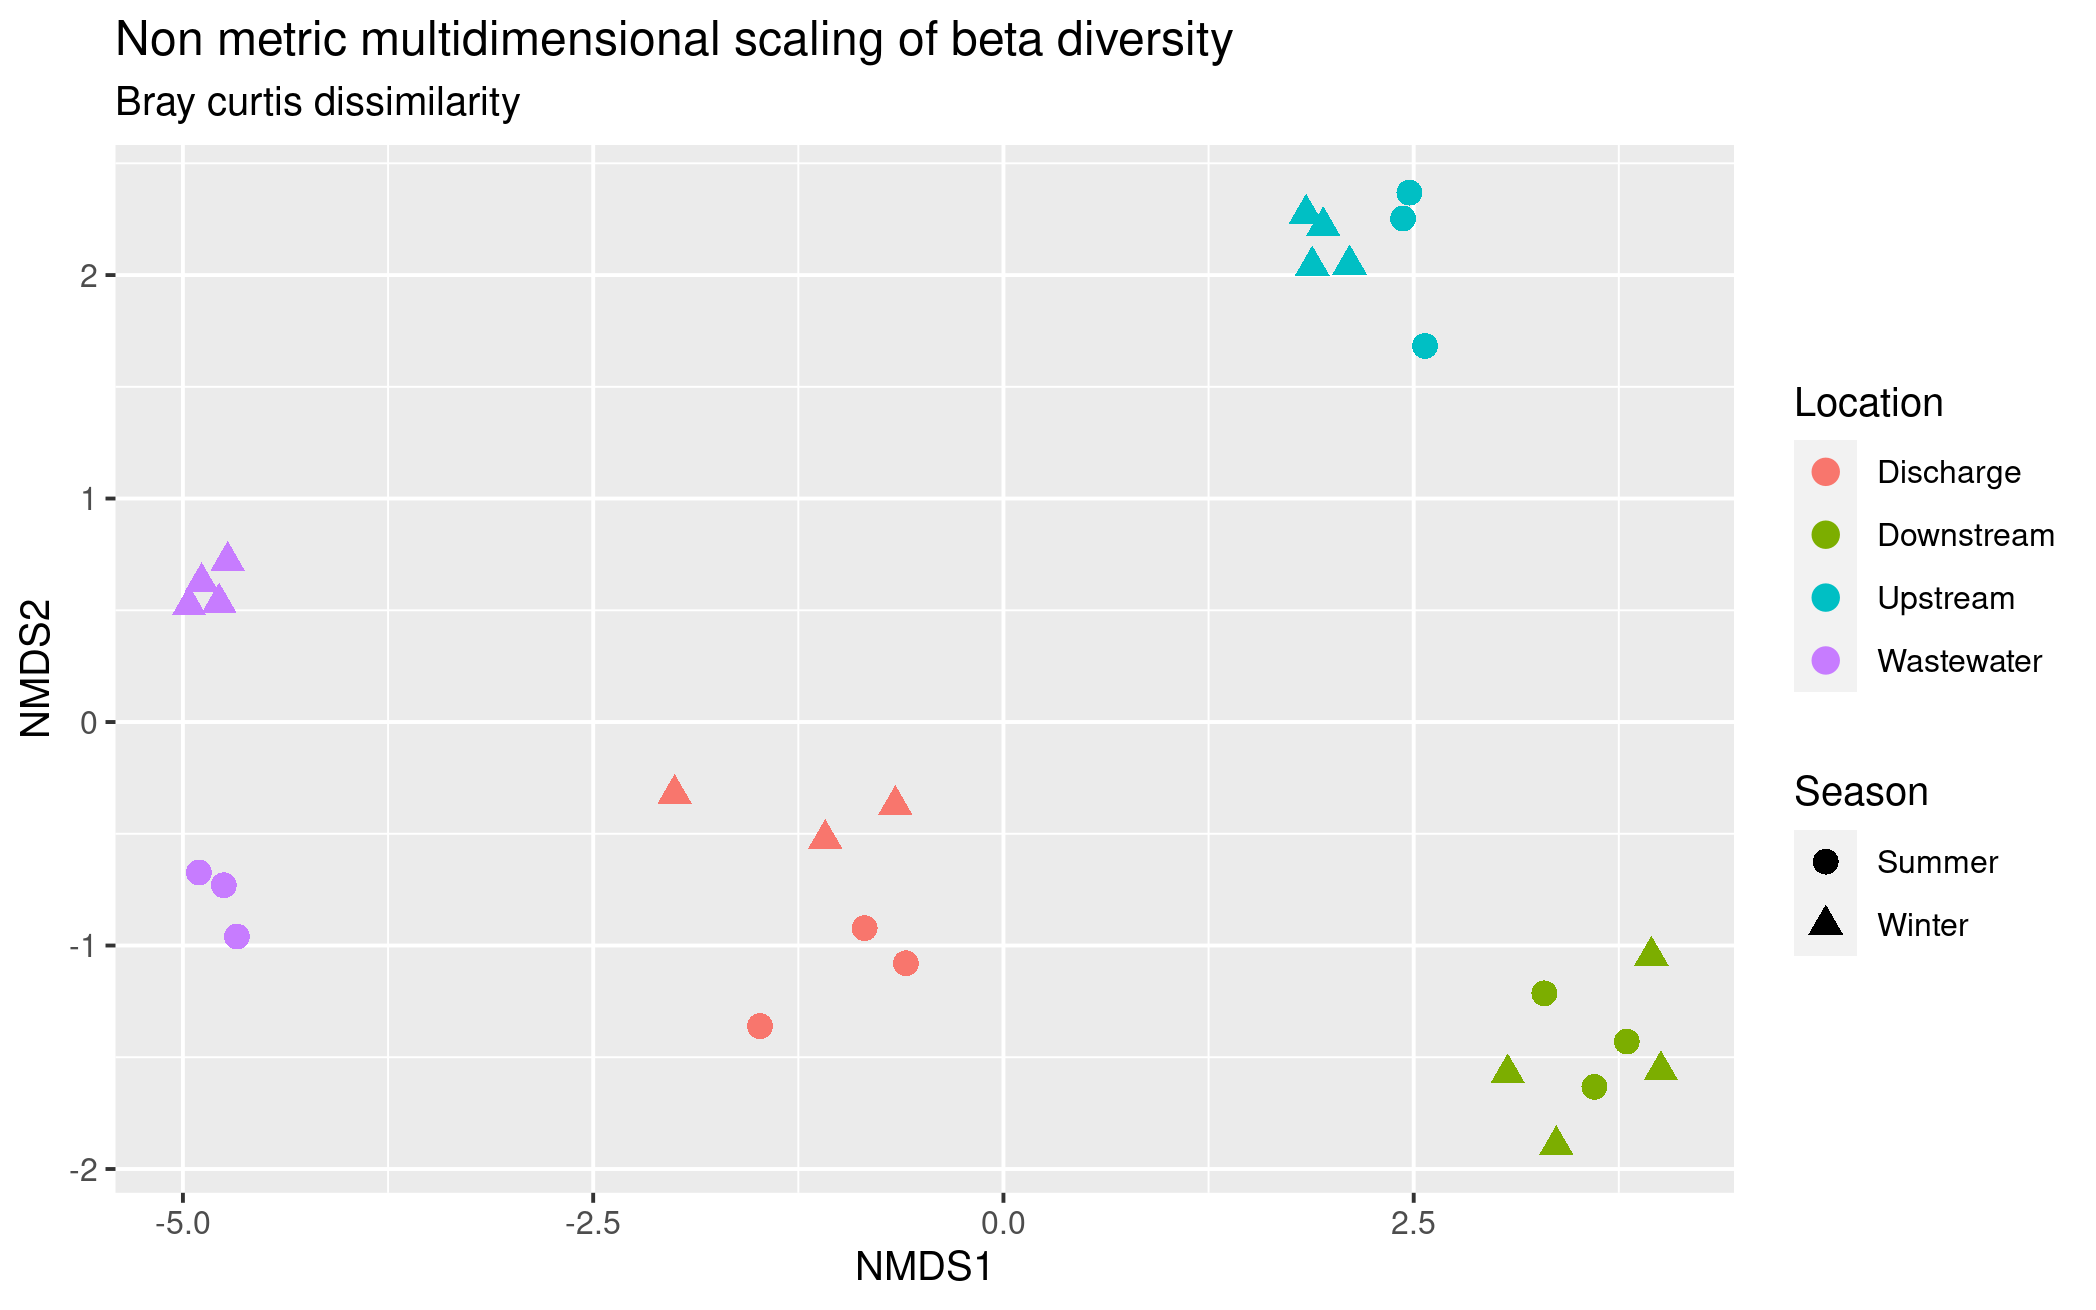 Non metric multidimensional scaling of beta diversity
Bray curtis dissimilarity
NMDS2
2
1
0
-1
-2
-5.0
-2.5
0.0
2.5
NMDS1
Location
Discharge
Downstream
Upstream
Wastewater
Season
Summer
Winter